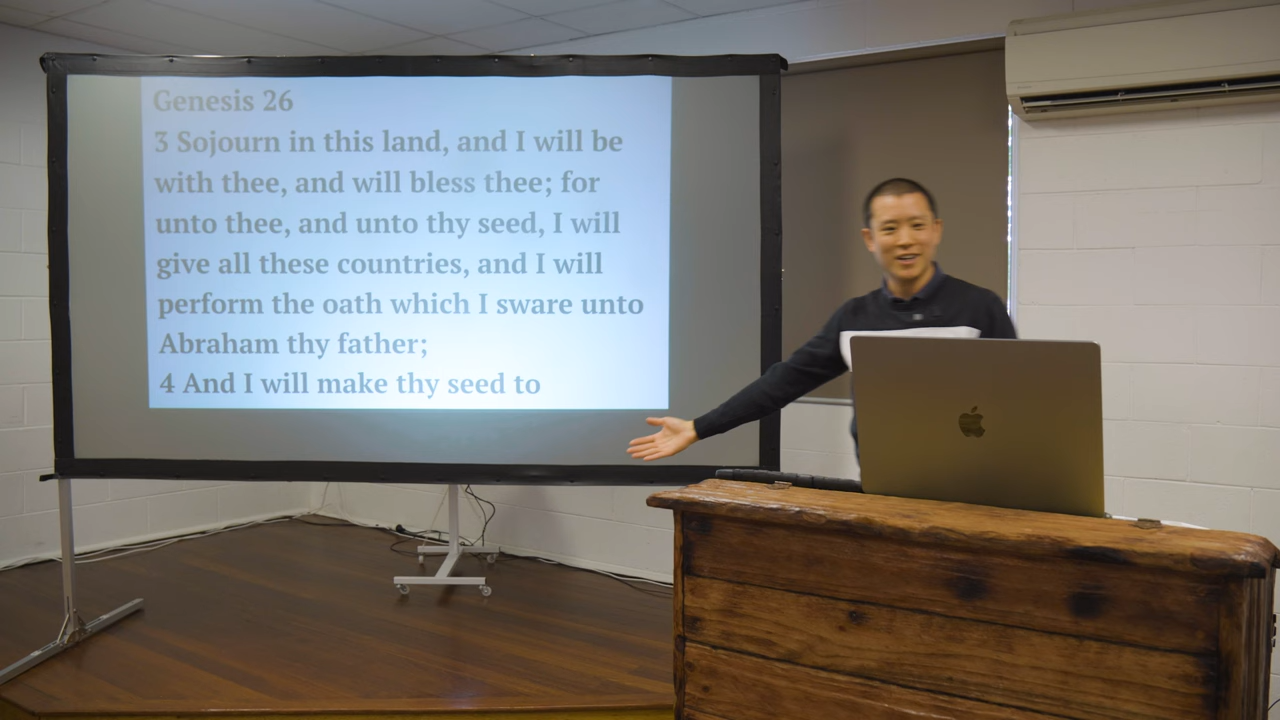 Genesis 26
3 Sojourn in this land, and I will be
with thee, and will bless thee; for
unto thee, and unto thy seed, I will
give all these countries, and I will
perform the oath which I sware unto
Abraham thy father;
4 And I will make thy seed to